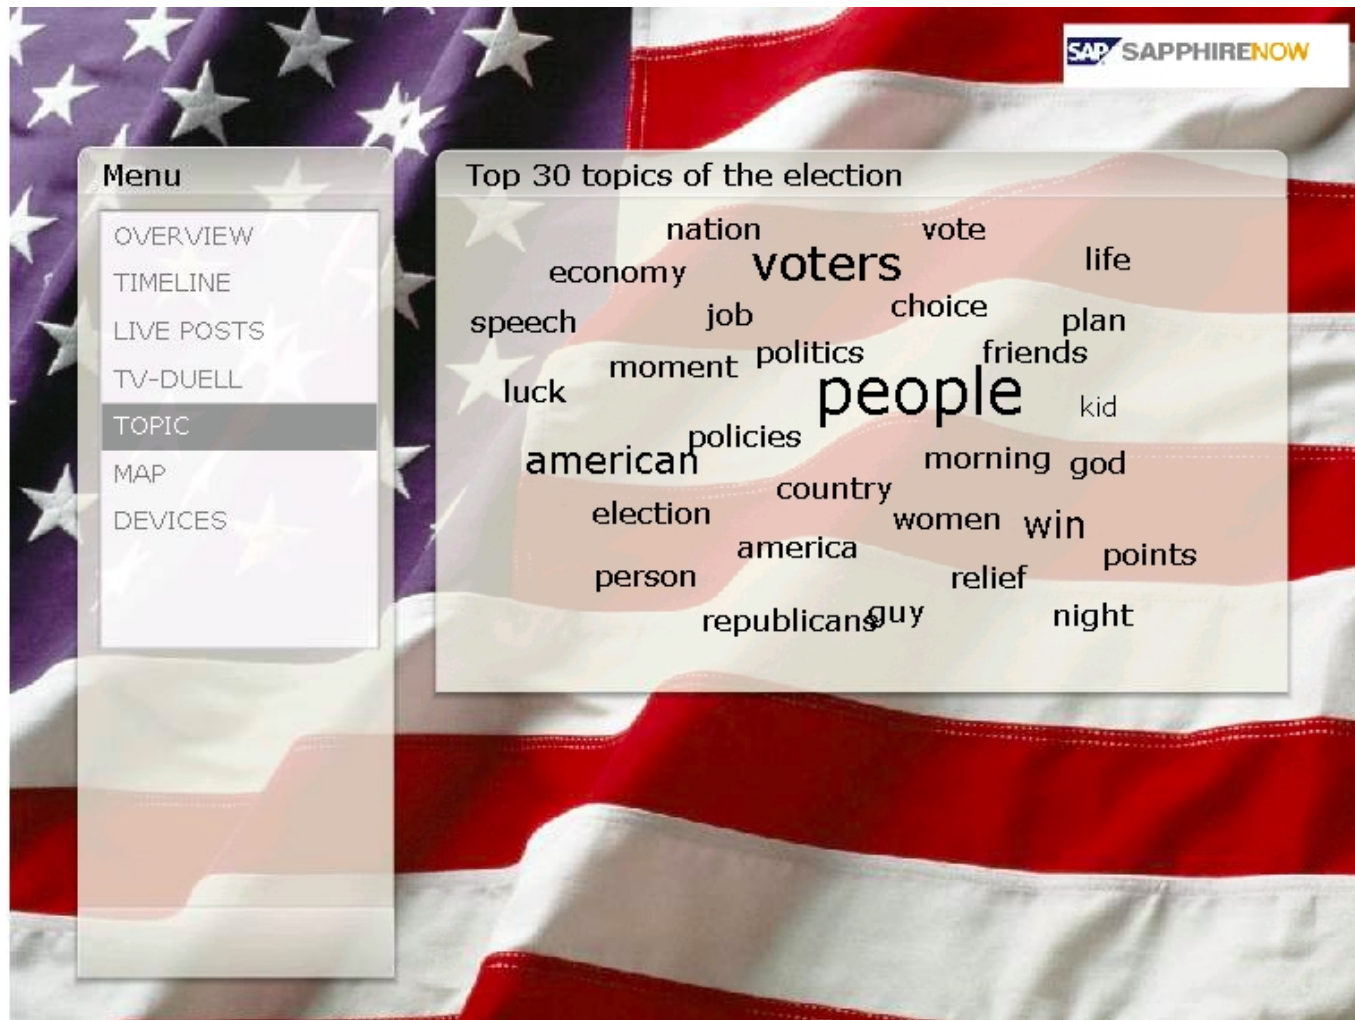 SAP SAPPHIRENOW
Menu
OVERVIEW
TIMELINE
LIVE POSTS
TV-DUELL
TOPIC
MAP
DEVICES
Top 30 topics of the election
nation vote
economy voters life
speech job choice plan
moment politics friends
luck people kid
policies
american morning god
country
election women win
america points
person relief
republicans guy night